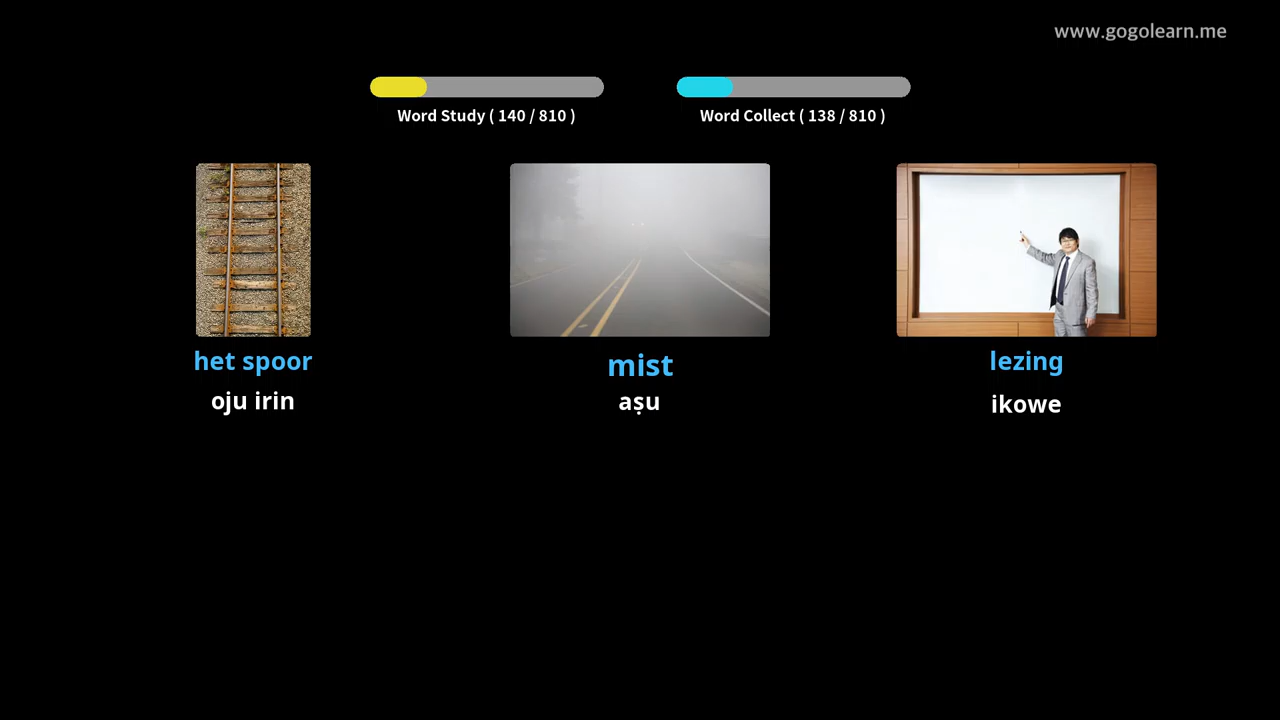 www.gogolearn.me
Word Study ( 140 / 810 )
Word Collect ( 138 / 810 )
het spoor
mist
lezing
oju irin
aṣu
ikowe